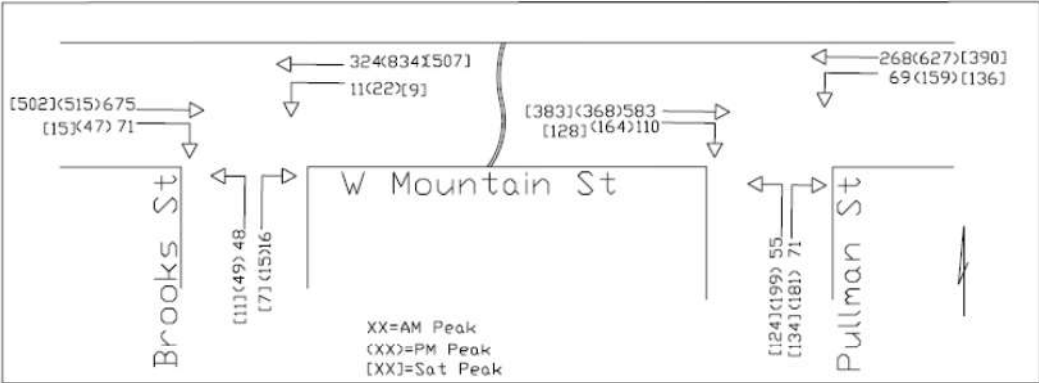 324(834)[507]
11(22)[9]
[502](515)675
[15](47)71
268(627)[390]
69(159)[136]
[383](368)583
[128](164)110
W Mountain St
Brooks St
[11](49)48
[7](15)16
[124](199) 55
[134](181) 71
Pullman St
XX=AM Peak
(XX)=PM Peak
[XX]=Sat Peak